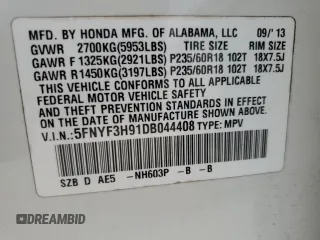 MFD. BY HONDA MFG. OF ALABAMA, LLC 09/'13
GVWR 2700KG(5953LBS) TIRE SIZE RIM SIZE
GAWR F 1325KG(2921LBS) P235/60R18 102T 18X7.5J
GAWR R1450KG(3197LBS) P235/60R18 102T 18X7.5J
THIS VEHICLE CONFORMS TO ALL APPLICABLE
FEDERAL MOTOR VEHICLE SAFETY AND
THEFT PREVENTION STANDARDS IN EFFECT ON
THE DATE OF MANUFACTURE SHOWN ABOVE.
V.I.N.: 5FNYF3H91DB044408 TYPE: MPV
SZB D AE5 -NH603P -B -B
DREAMBID